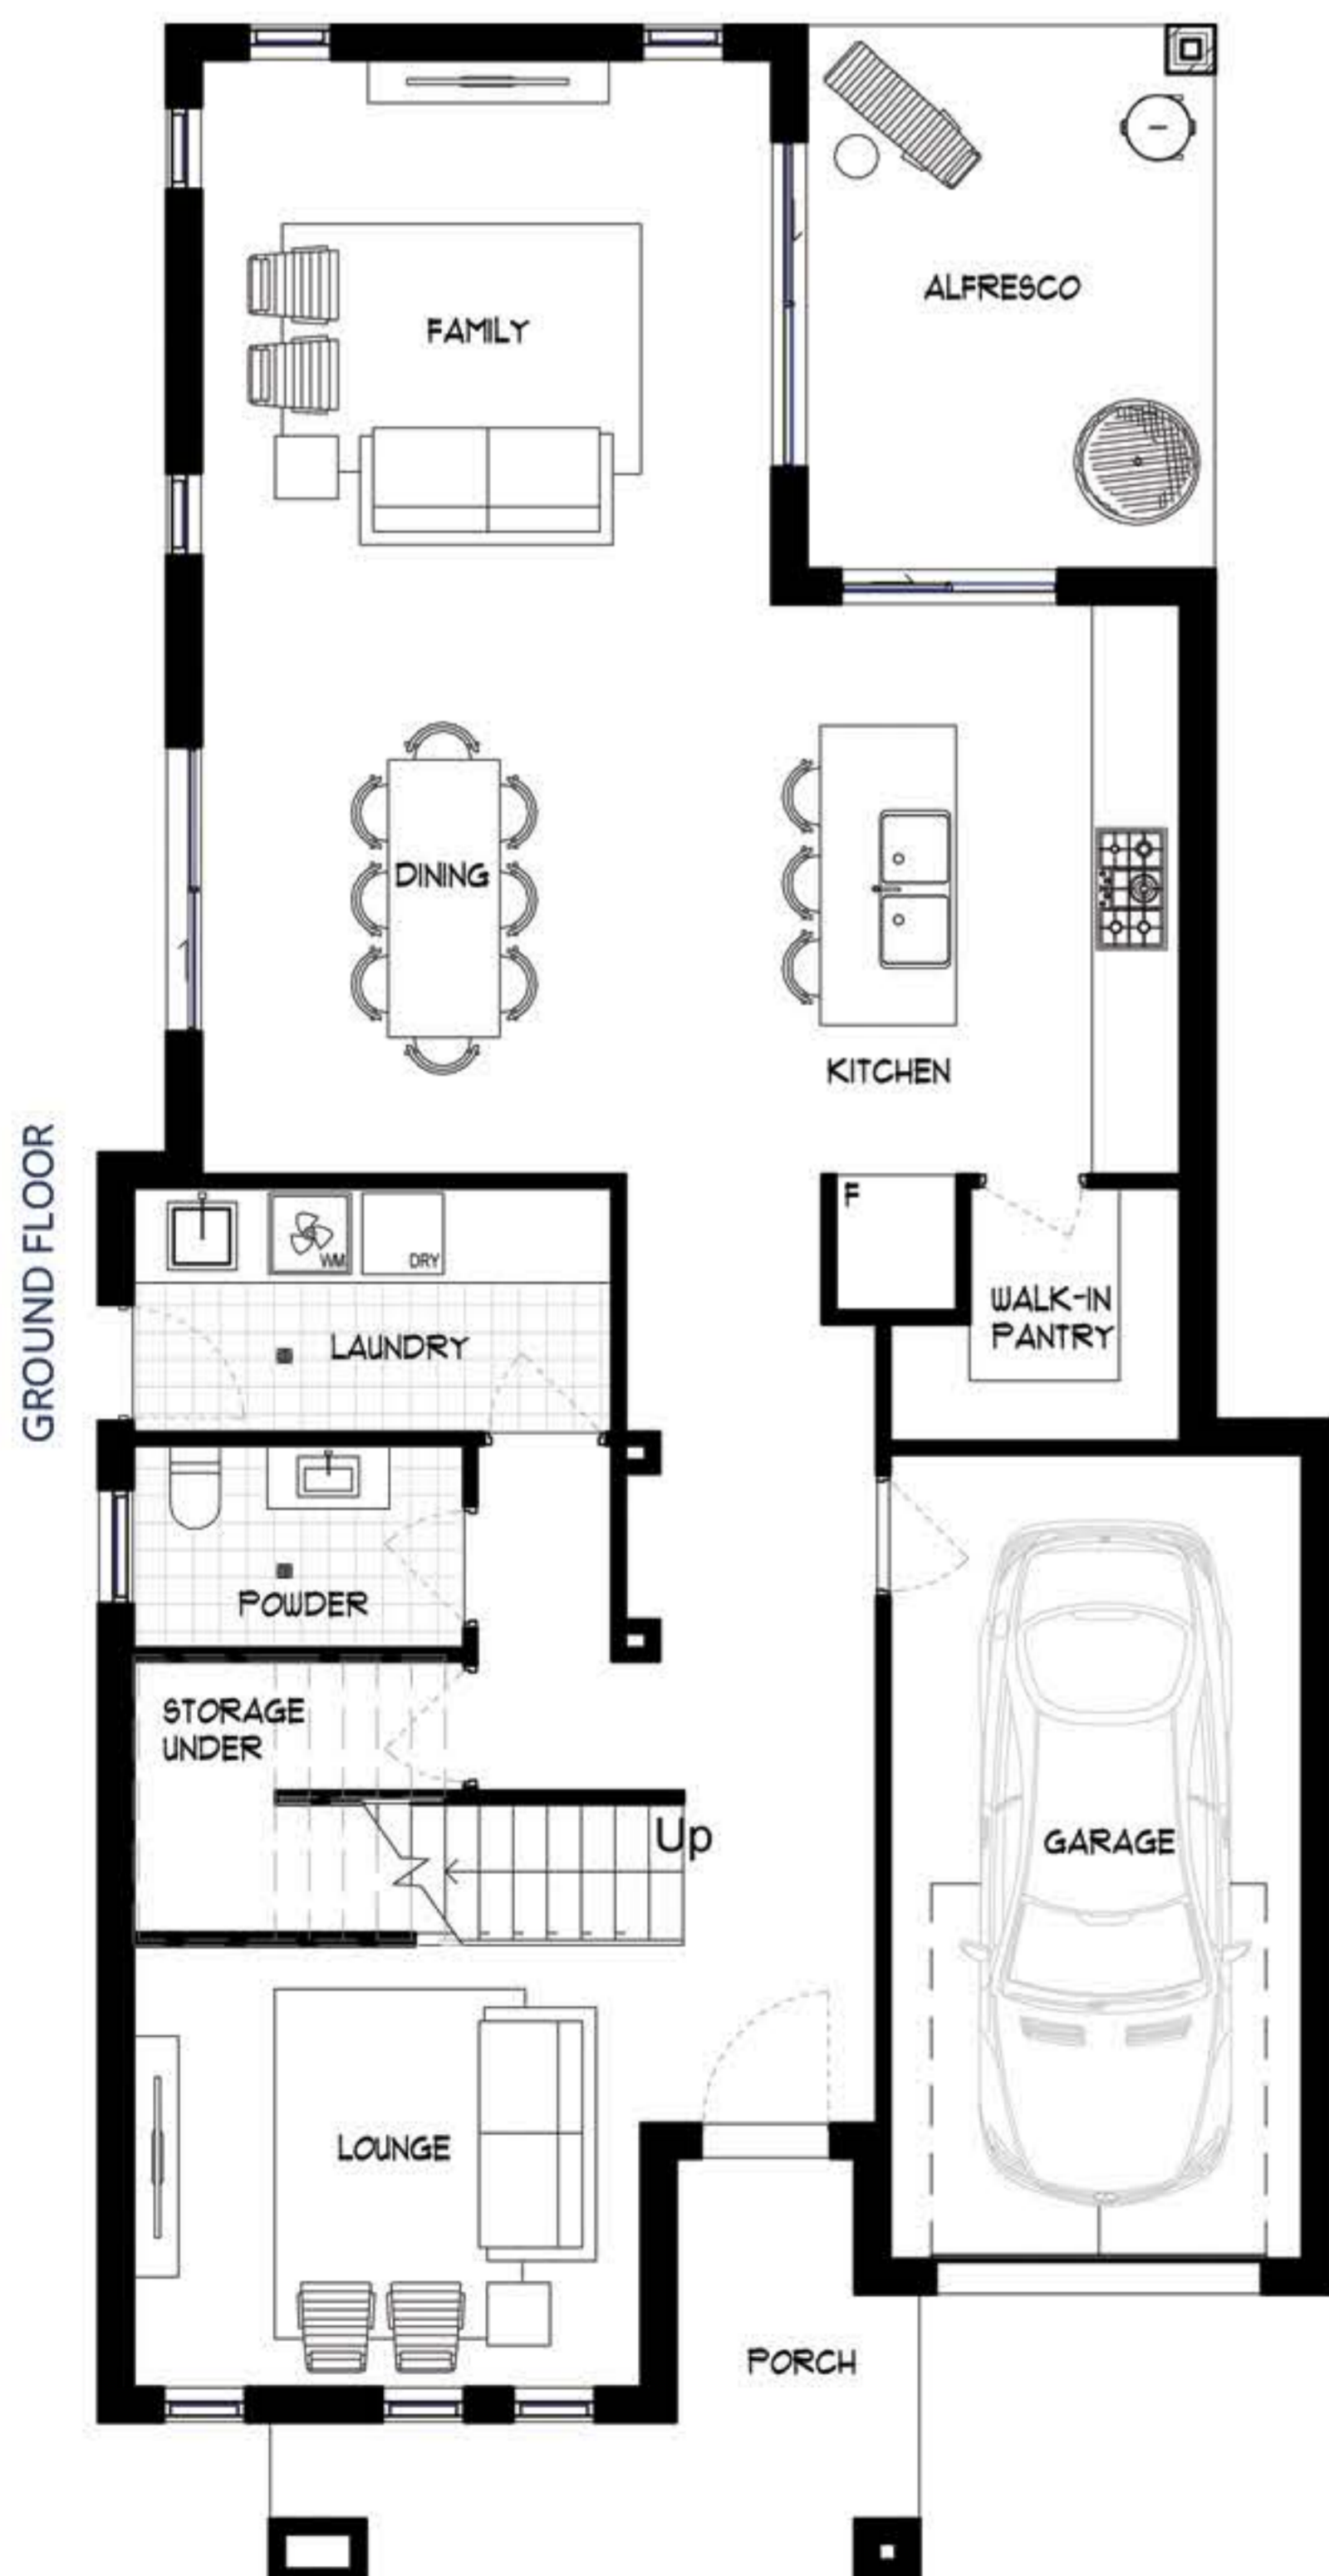 ALFRESCO
FAMILY
DINING
KITCHEN
GROUND FLOOR
F
WM
DRY
WALK-IN
PANTRY
LAUNDRY
POWDER
STORAGE
UNDER
Up
GARAGE
LOUNGE
PORCH